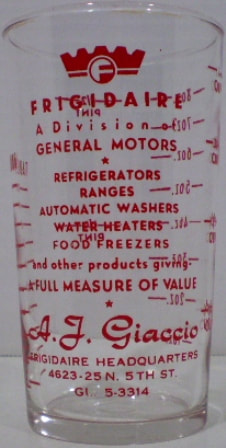 F
FRIGIDAIRE
A Division of
GENERAL MOTORS
REFRIGERATORS
RANGES
AUTOMATIC WASHERS
WATER HEATERS
FOOD FREEZERS
and other products giving
A FULL MEASURE OF VALUE
A.J. Giaccio
FRIGIDAIRE HEADQUARTERS
4623-25 N. 5TH ST.
GL. 5-3314